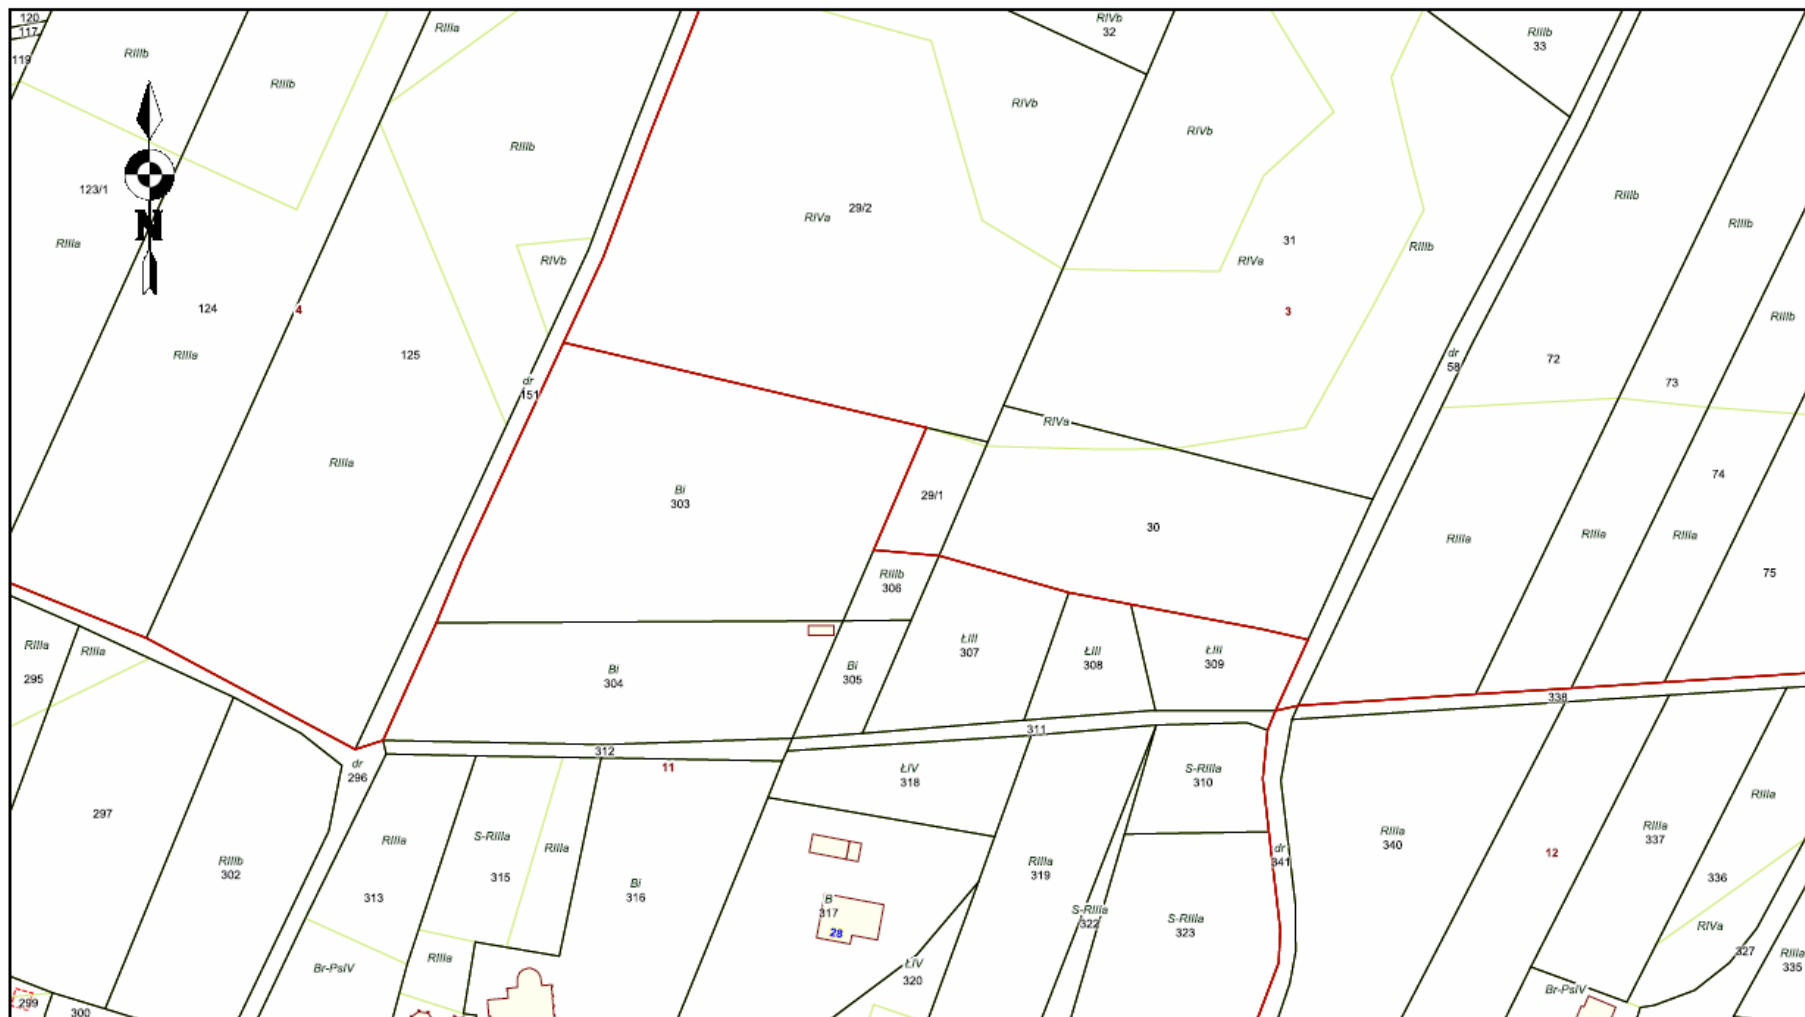 120
117
119
RIIIb
RIIIb
RIIIa
RIIIb
RIVb
32
RIVb
RIVb
RIIIb
33
123/1
RIIIa
N
RIVb
RIVa
29/2
31
RIVa
RIIIb
RIIIb
RIIIb
RIIIb
124
4
RIIIa
125
3
dr
58
72
73
dr
151
RIVa
RIIIa
Bi
303
29/1
30
RIIIa
RIIIa
RIIIa
74
75
RIIIb
306
RIIIa
295
RIIIa
Bi
304
Bi
305
ŁIII
307
ŁIII
308
ŁIII
309
338
311
312
11
dr
296
ŁIV
318
S-RIIIa
310
297
RIIIb
302
RIIIa
313
S-RIIIa
315
RIIIa
Bi
316
B
317
28
RIIIa
319
dr
341
RIIIa
340
12
RIIIa
337
RIIIa
336
S-RIIIa
322
S-RIIIa
323
RIVa
327
RIIIa
335
Br-PsIV
RIIIa
ŁIV
320
Br-PsIV
299
300